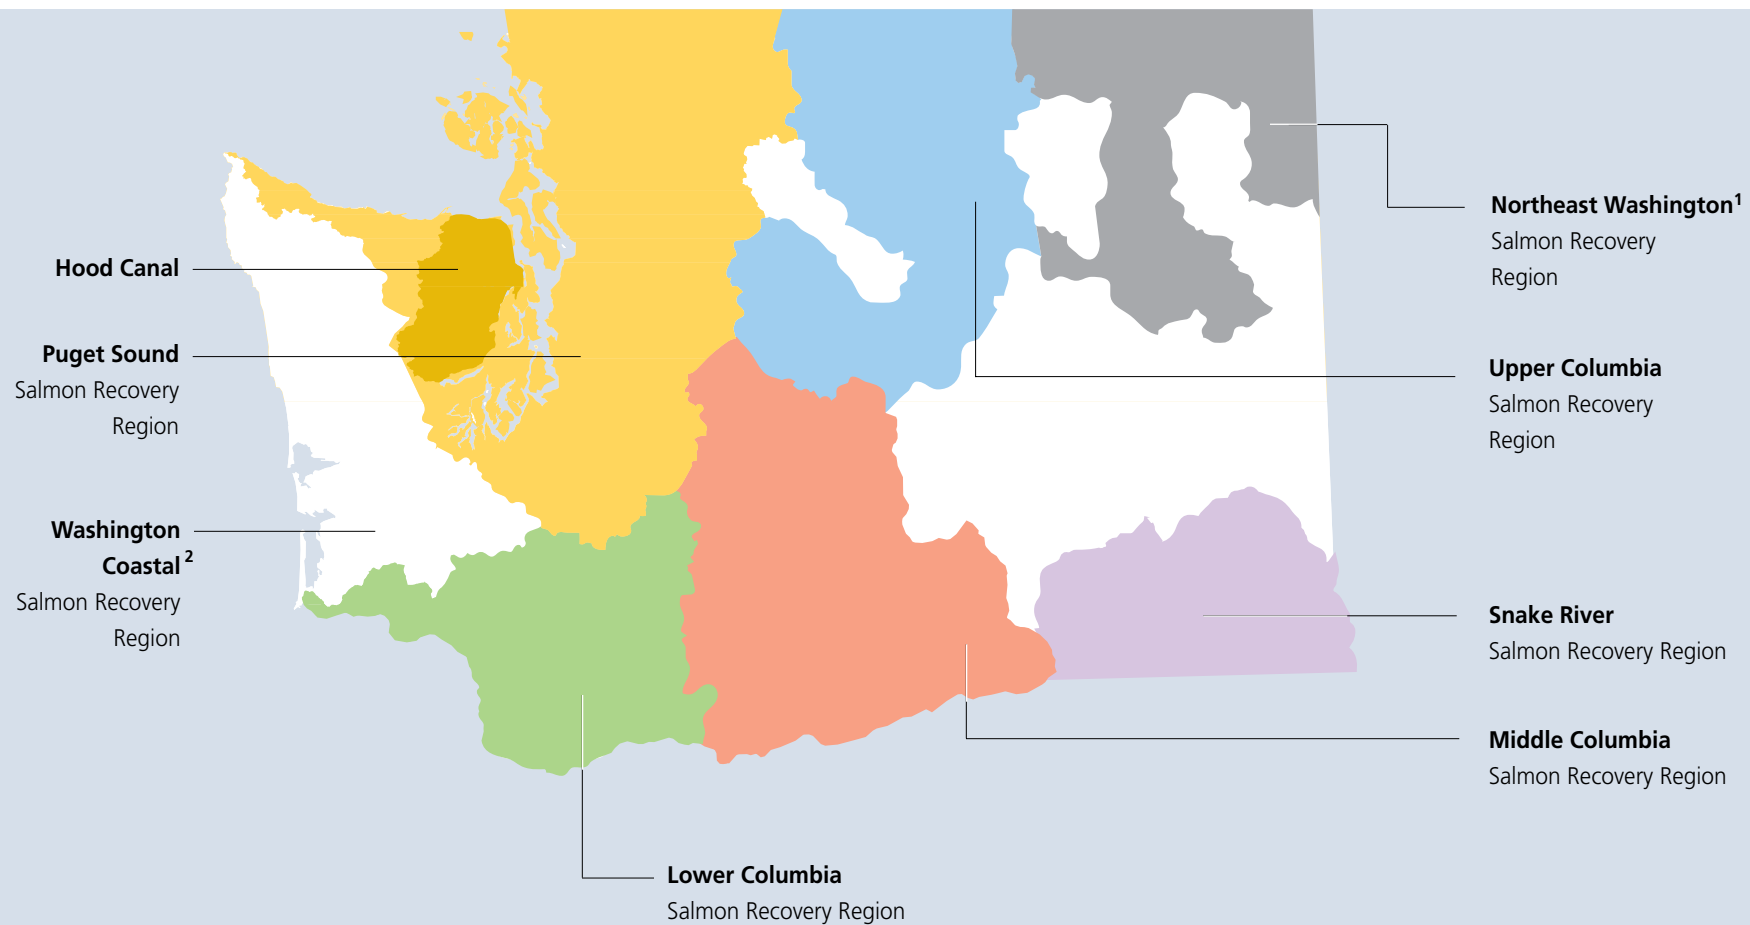 Hood Canal
Puget Sound
Salmon Recovery
Region
Washington
Coastal²
Salmon Recovery
Region
Lower Columbia
Salmon Recovery Region
Northeast Washington¹
Salmon Recovery
Region
Upper Columbia
Salmon Recovery
Region
Snake River
Salmon Recovery Region
Middle Columbia
Salmon Recovery Region